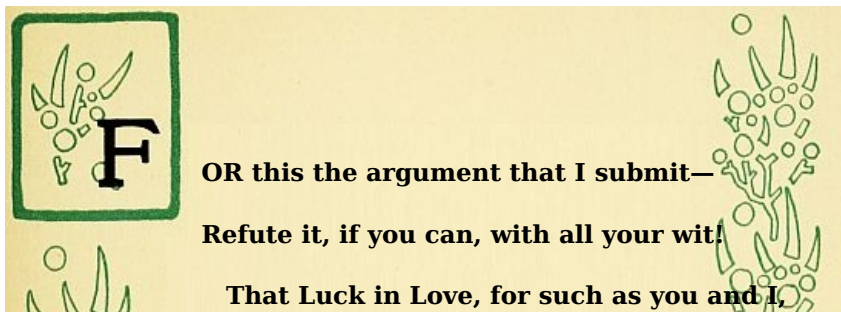 FOR this the argument that I submit—
Refute it, if you can, with all your wit!
That Luck in Love, for such as you and I,